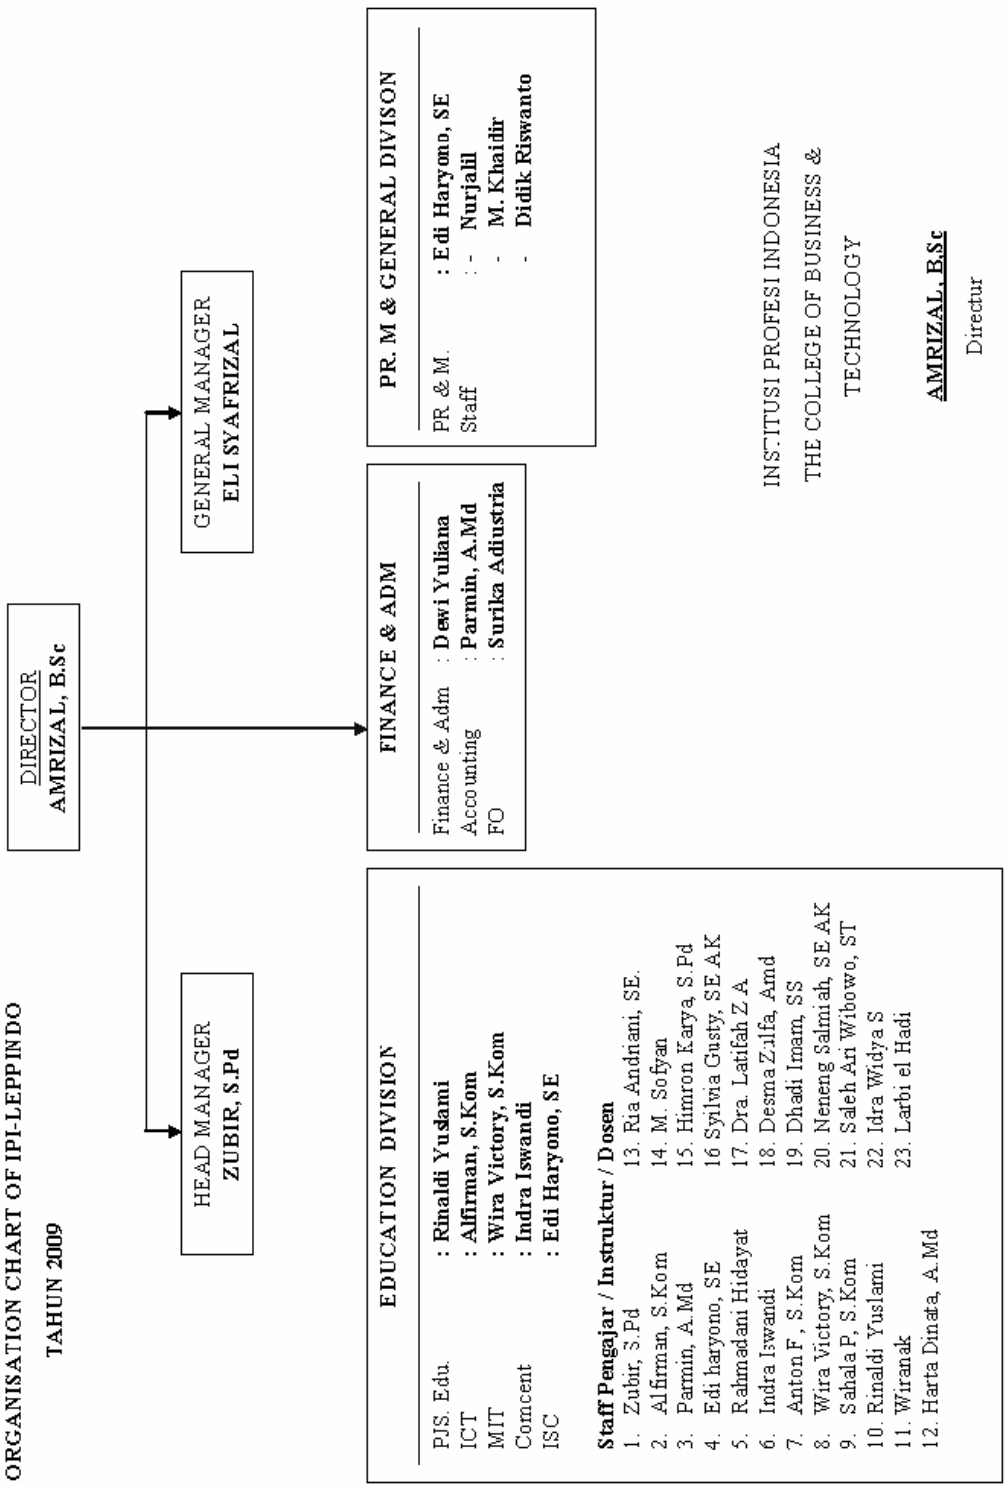 ORGANISATION CHART OF IPI-LEPPINDO
TAHUN 2009
DIRECTOR
AMRIZAL, B.Sc
HEAD MANAGER
ZUBIR, S.Pd
GENERAL MANAGER
ELI SYAFRIZAL
EDUCATION DIVISION
PJS. Edu. : Rinaldi Yuslami
ICT : Alfirman, S.Kom
MIT : Wira Victory, S.Kom
Comcent : Indra Iswandi
ISC : Edi Haryono, SE
Staff Pengajar / Instruktur / Dosen
1. Zubir, S.Pd
2. Alfirman, S.Kom
3. Parmin, A.Md
4. Edi haryono, SE
5. Rahmadani Hidayat
6. Indra Iswandi
7. Anton F, S.Kom
8. Wira Victory, S.Kom
9. Sahala P, S.Kom
10. Rinaldi Yuslami
11. Wiranak
12. Harta Dinata, A.Md
13. Ria Andriani, SE.
14. M. Sofyan
15. Himron Karya, S.Pd
16 Syilvia Gusty, SE AK
17. Dra. Latifah Z A
18. Desma Zulfa, Amd
19. Dhadi Imam, SS
20. Neneng Salmiah, SE AK
21. Saleh Ari Wibowo, ST
22. Idra Widya S
23. Larbi el Hadi
FINANCE & ADM
Finance & Adm : Dewi Yuliana
Accounting : Parmin, A.Md
FO : Surika Adiustria
PR. M & GENERAL DIVISON
PR & M. : Edi Haryono, SE
Staff : - Nurjalil
- M. Khaidir
- Didik Riswanto
INSTITUSI PROFESI INDONESIA
THE COLLEGE OF BUSINESS &
TECHNOLOGY
AMRIZAL, B.Sc
Directur